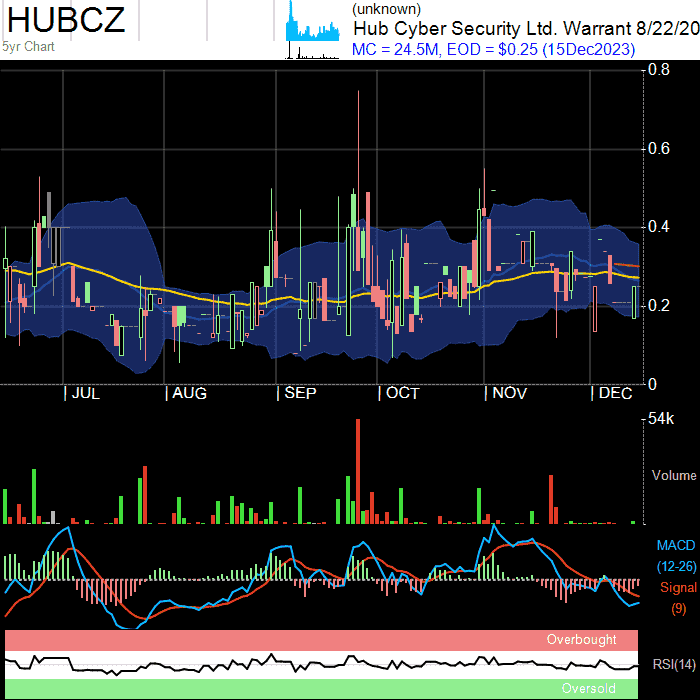 HUBCZ
5yr Chart
(unknown)
Hub Cyber Security Ltd. Warrant 8/22/20
MC = 24.5M, EOD = $0.25 (15Dec2023)
0.8
0.6
0.4
0.2
0
| JUL | AUG | SEP | OCT | NOV | DEC
54k
Volume
MACD
(12-26)
Signal
(9)
Overbought
RSI(14)
Oversold